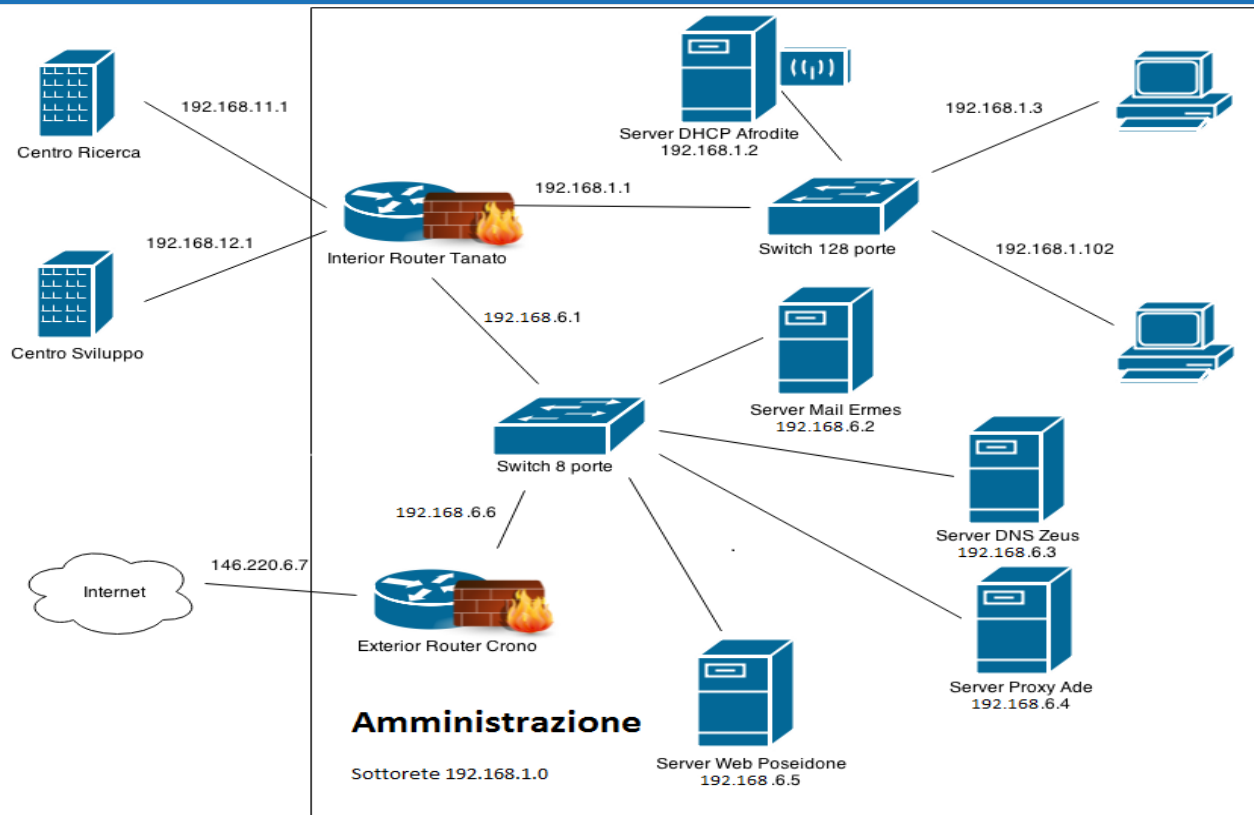 Centro Ricerca
192.168.11.1
Centro Sviluppo
192.168.12.1
Interior Router Tanato
192.168.1.1
Server DHCP Afrodite
192.168.1.2
Switch 128 porte
192.168.1.3
192.168.1.102
192.168.6.1
Switch 8 porte
Server Mail Ermes
192.168.6.2
Server DNS Zeus
192.168.6.3
Server Proxy Ade
192.168.6.4
Server Web Poseidone
192.168.6.5
192.168.6.6
Exterior Router Crono
146.220.6.7
Internet
Amministrazione
Sottorete 192.168.1.0